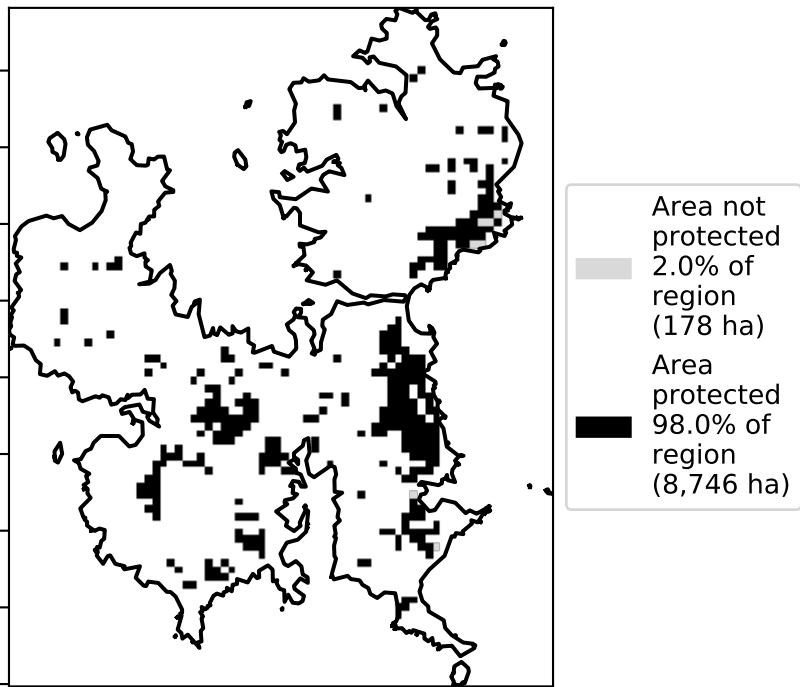 Area not
protected
2.0% of
region
(178 ha)
Area
protected
98.0% of
region
(8,746 ha)